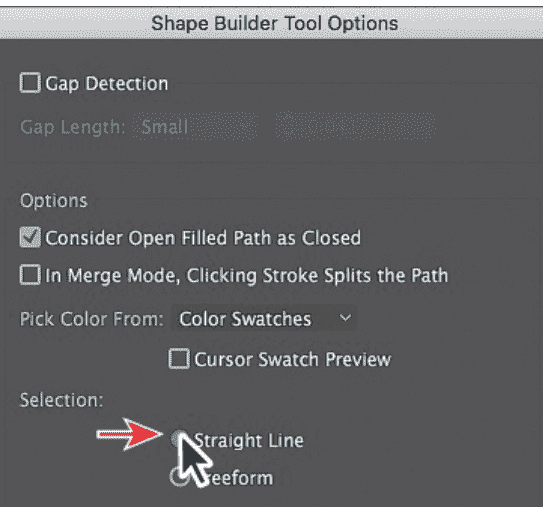 Shape Builder Tool Options
Gap Detection
Gap Length: Small
Options
Consider Open Filled Path as Closed
In Merge Mode, Clicking Stroke Splits the Path
Pick Color From: Color Swatches
Cursor Swatch Preview
Selection:
Straight Line
reeform